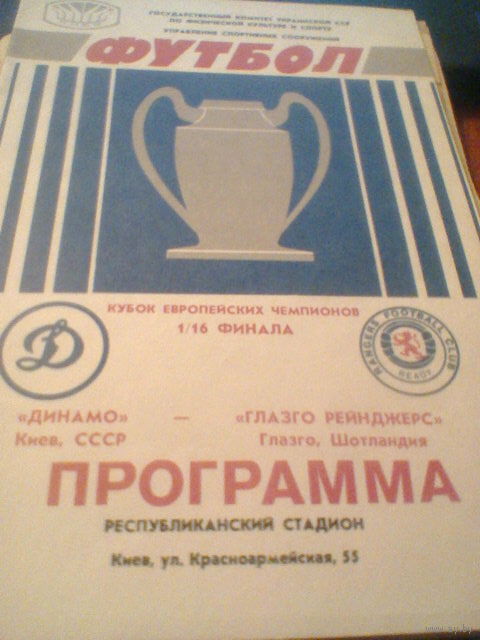 ГОСУДАРСТВЕННЫЙ КОМИТЕТ УКРАИНСКОЙ ССР
ПО ФИЗИЧЕСКОЙ КУЛЬТУРЕ И СПОРТУ
УПРАВЛЕНИЕ СПОРТИВНЫХ СООРУЖЕНИЙ
ФУТБОЛ
КУБОК ЕВРОПЕЙСКИХ ЧЕМПИОНОВ
1/16 ФИНАЛА
Д
RANGERS FOOTBALL CLUB
READY
«ДИНАМО» — «ГЛАЗГО РЕЙНДЖЕРС»
Киев, СССР Глазго, Шотландия
ПРОГРАММА
РЕСПУБЛИКАНСКИЙ СТАДИОН
Киев, ул. Красноармейская, 55